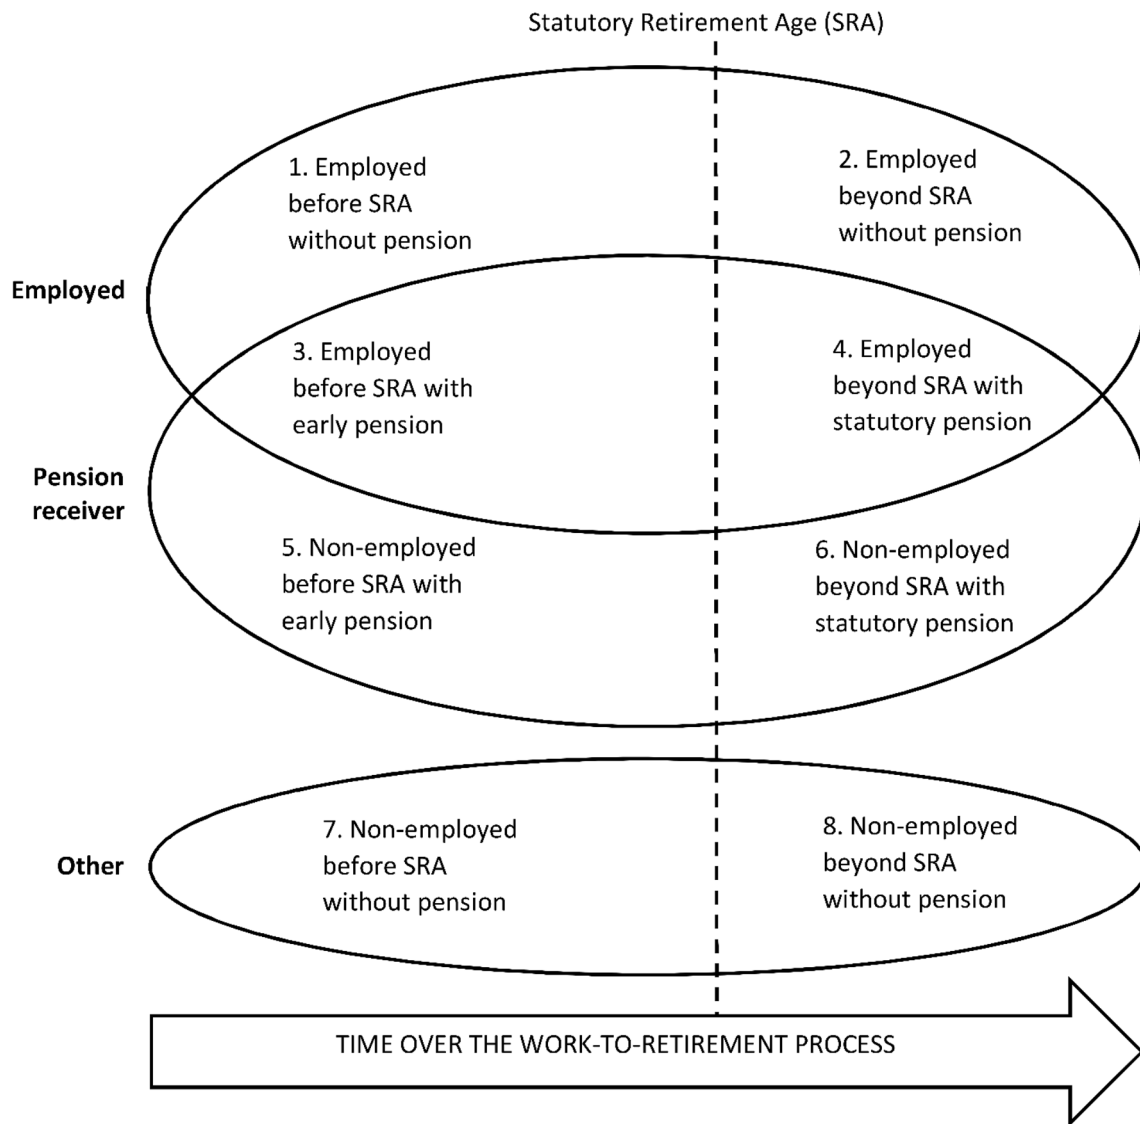 Statutory Retirement Age (SRA)
1. Employed
before SRA
without pension
2. Employed
beyond SRA
without pension
Employed
3. Employed
before SRA with
early pension
4. Employed
beyond SRA with
statutory pension
Pension
receiver
5. Non-employed
before SRA with
early pension
6. Non-employed
beyond SRA with
statutory pension
Other
7. Non-employed
before SRA
without pension
8. Non-employed
beyond SRA
without pension
TIME OVER THE WORK-TO-RETIREMENT PROCESS